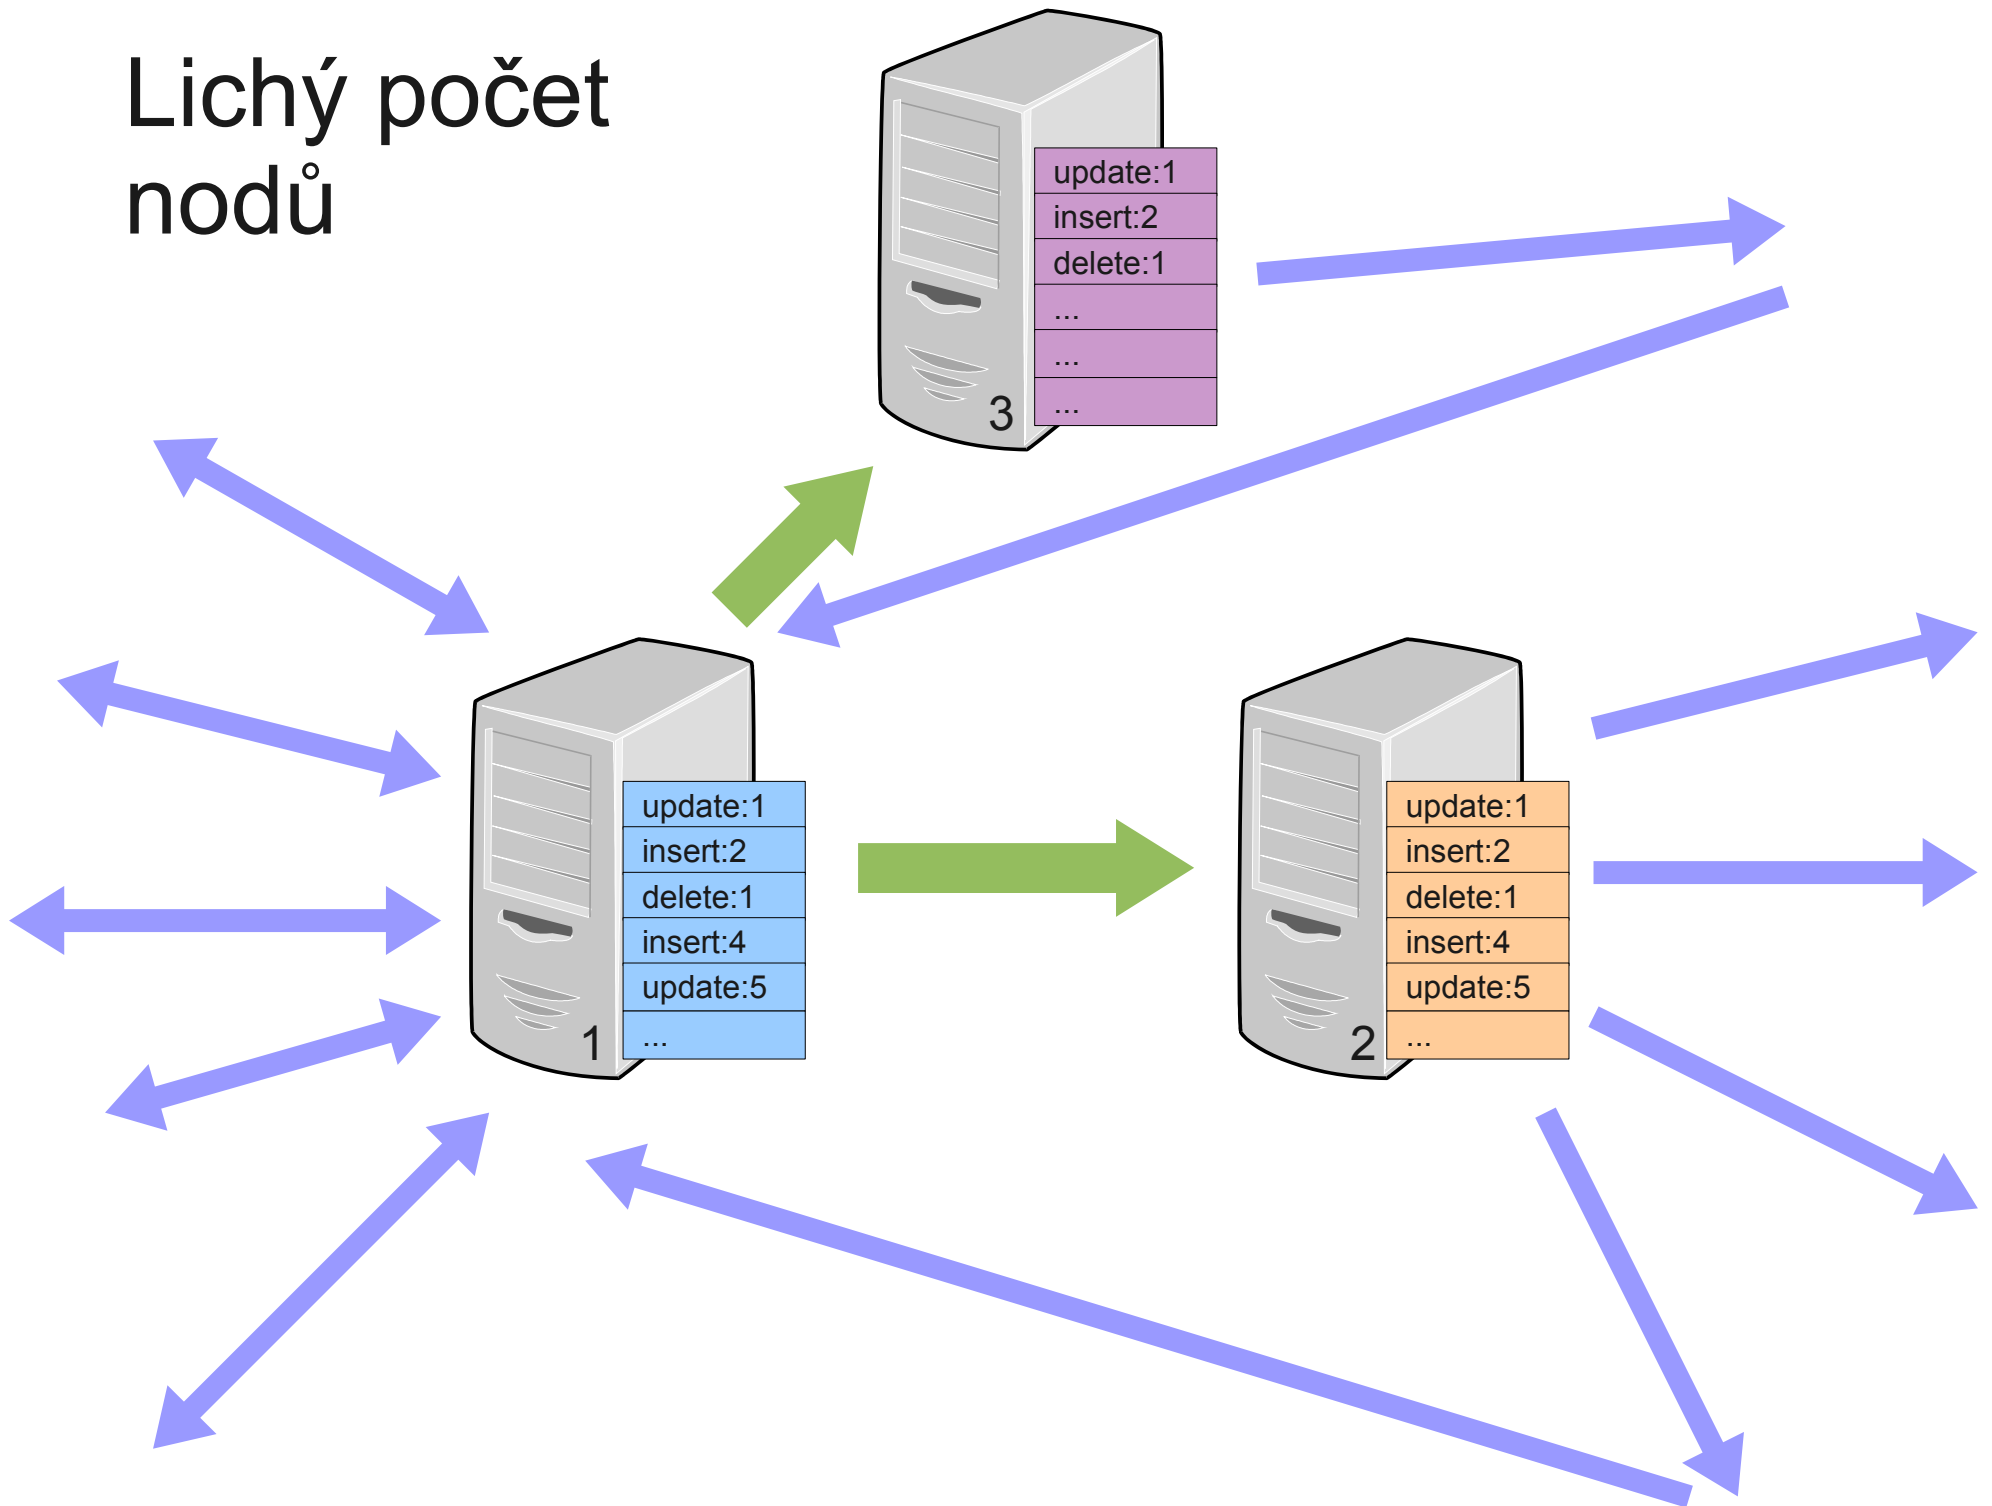 Lichý počet
nodů
update:1
insert:2
delete:1
...
...
...
3
update:1
insert:2
delete:1
insert:4
update:5
...
1
update:1
insert:2
delete:1
insert:4
update:5
...
2